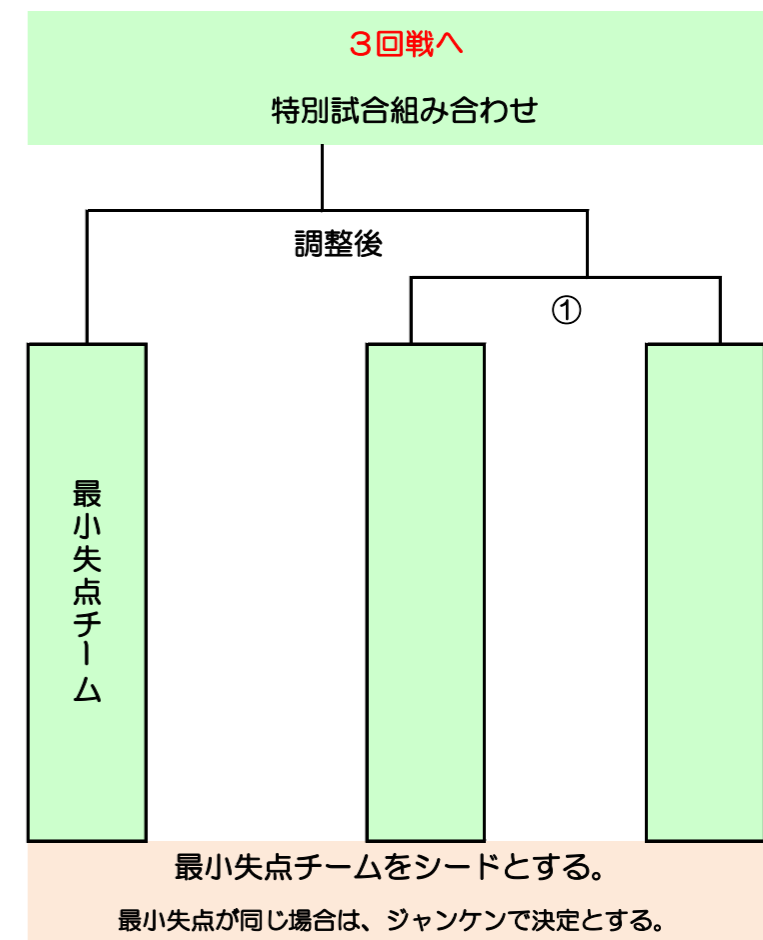 ３回戦へ
特別試合組み合わせ
調整後
①
最小失点チーム
最小失点チームをシードとする。
最小失点が同じ場合は、ジャンケンで決定とする。